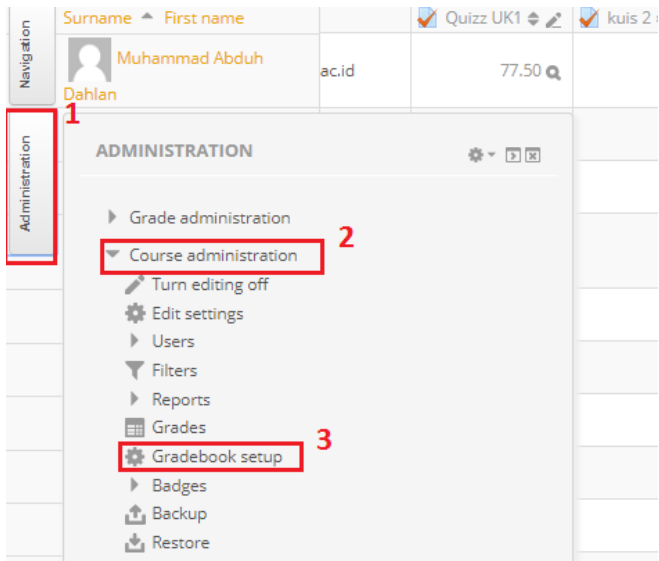 Navigation
Surname First name
Quizz UK1
kuis 2
Muhammad Abduh
Dahlan
ac.id
77.50
1
Administration
ADMINISTRATION
Grade administration
2
Course administration
Turn editing off
Edit settings
Users
Filters
Reports
Grades
3
Gradebook setup
Badges
Backup
Restore